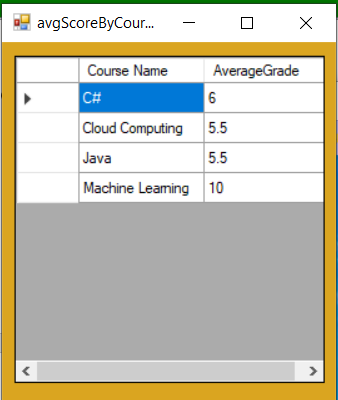 avgScoreByCour...
Course Name AverageGrade
C# 6
Cloud Computing 5.5
Java 5.5
Machine Learning 10